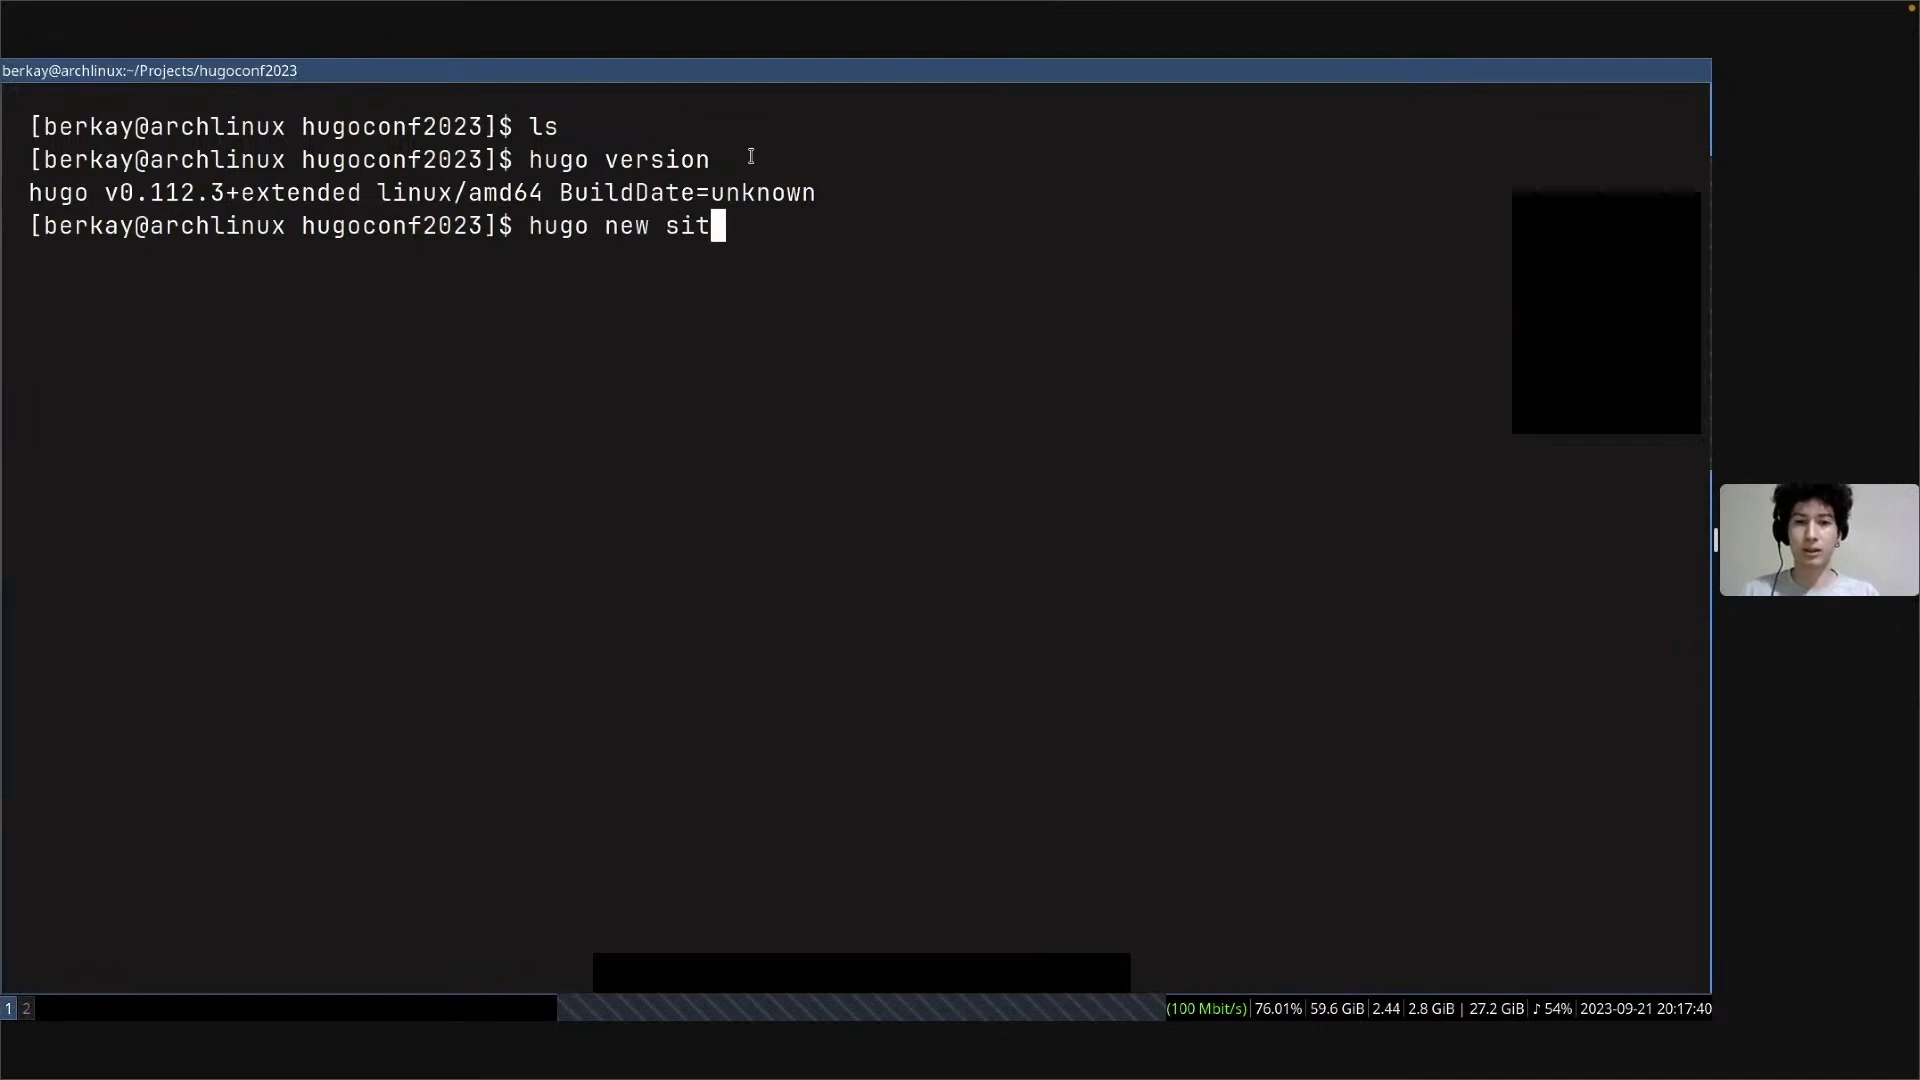 berkay@archlinux:~/Projects/hugoconf2023
[berkay@archlinux hugoconf2023]$ ls
[berkay@archlinux hugoconf2023]$ hugo version
hugo v0.112.3+extended linux/amd64 BuildDate=unknown
[berkay@archlinux hugoconf2023]$ hugo new sit
1 2 (100 Mbit/s) 76.01% 59.6 GiB 2.44 2.8 GiB | 27.2 GiB ♪ 54% 2023-09-21 20:17:40